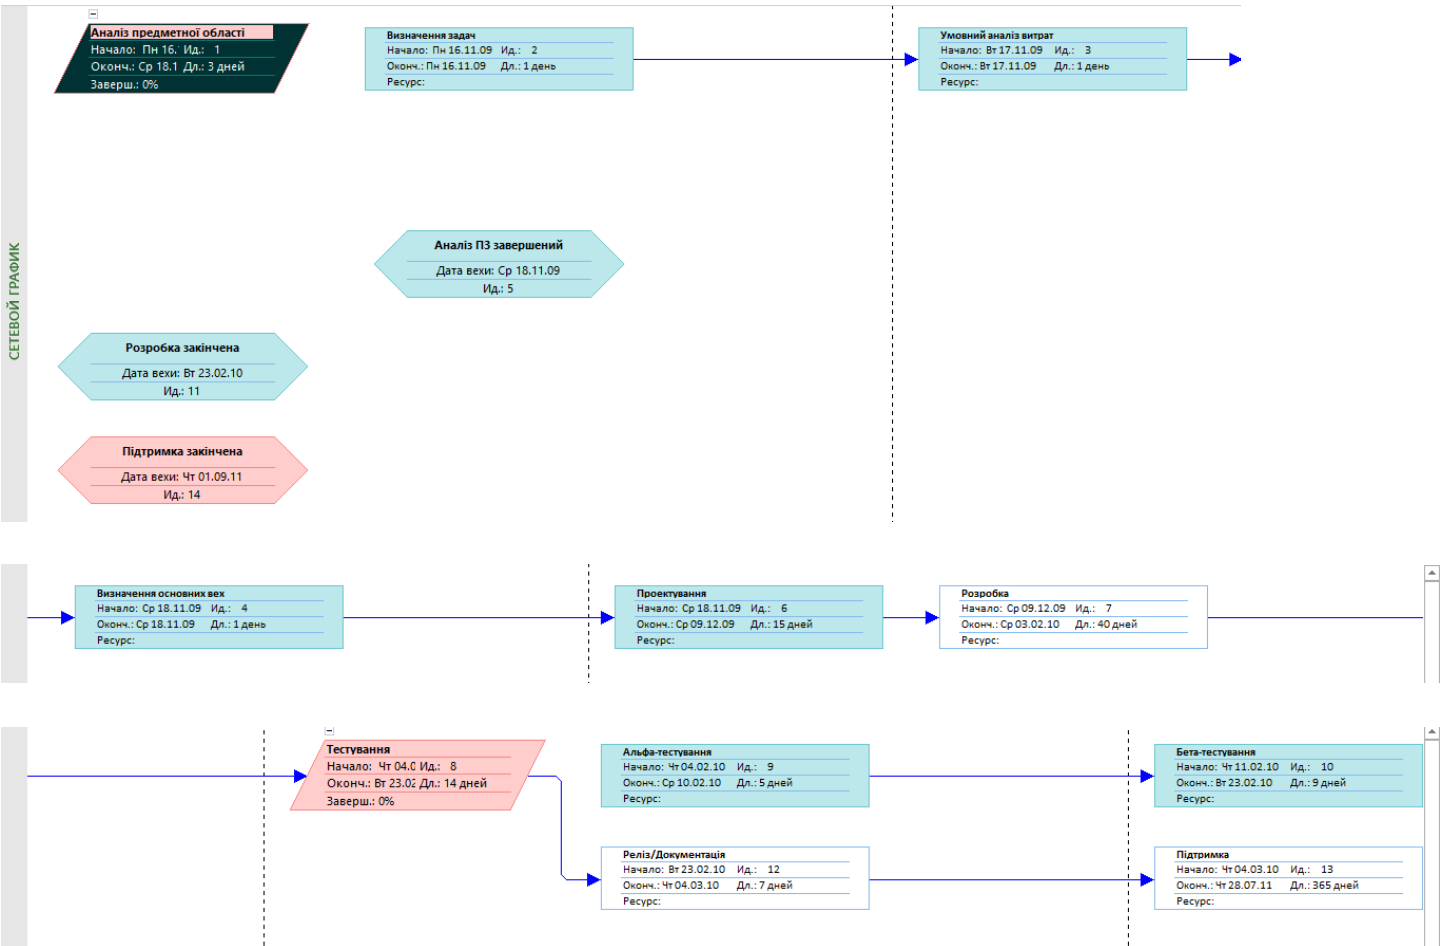 СЕТЕВОЙ ГРАФИК
Аналіз предметної області
Начало: Пн 16. Ид.: 1
Оконч.: Ср 18.1 Дл.: 3 дней
Заверш.: 0%
Визначення задач
Начало: Пн 16.11.09 Ид.: 2
Оконч.: Пн 16.11.09 Дл.: 1 день
Ресурс:
Умовний аналіз витрат
Начало: Вт 17.11.09 Ид.: 3
Оконч.: Вт 17.11.09 Дл.: 1 день
Ресурс:
Аналіз ПЗ завершений
Дата вехи: Ср 18.11.09
Ид.: 5
Розробка закінчена
Дата вехи: Вт 23.02.10
Ид.: 11
Підтримка закінчена
Дата вехи: Чт 01.09.11
Ид.: 14
Визначення основних вех
Начало: Ср 18.11.09 Ид.: 4
Оконч.: Ср 18.11.09 Дл.: 1 день
Ресурс:
Проектування
Начало: Ср 18.11.09 Ид.: 6
Оконч.: Ср 09.12.09 Дл.: 15 дней
Ресурс:
Розробка
Начало: Ср 09.12.09 Ид.: 7
Оконч.: Ср 03.02.10 Дл.: 40 дней
Ресурс:
Тестування
Начало: Чт 04.0 Ид.: 8
Оконч.: Вт 23.02 Дл.: 14 дней
Заверш.: 0%
Альфа-тестування
Начало: Чт 04.02.10 Ид.: 9
Оконч.: Ср 10.02.10 Дл.: 5 дней
Ресурс:
Бета-тестування
Начало: Чт 11.02.10 Ид.: 10
Оконч.: Вт 23.02.10 Дл.: 9 дней
Ресурс:
Реліз/Документація
Начало: Вт 23.02.10 Ид.: 12
Оконч.: Чт 04.03.10 Дл.: 7 дней
Ресурс:
Підтримка
Начало: Чт 04.03.10 Ид.: 13
Оконч.: Чт 28.07.11 Дл.: 365 дней
Ресурс: